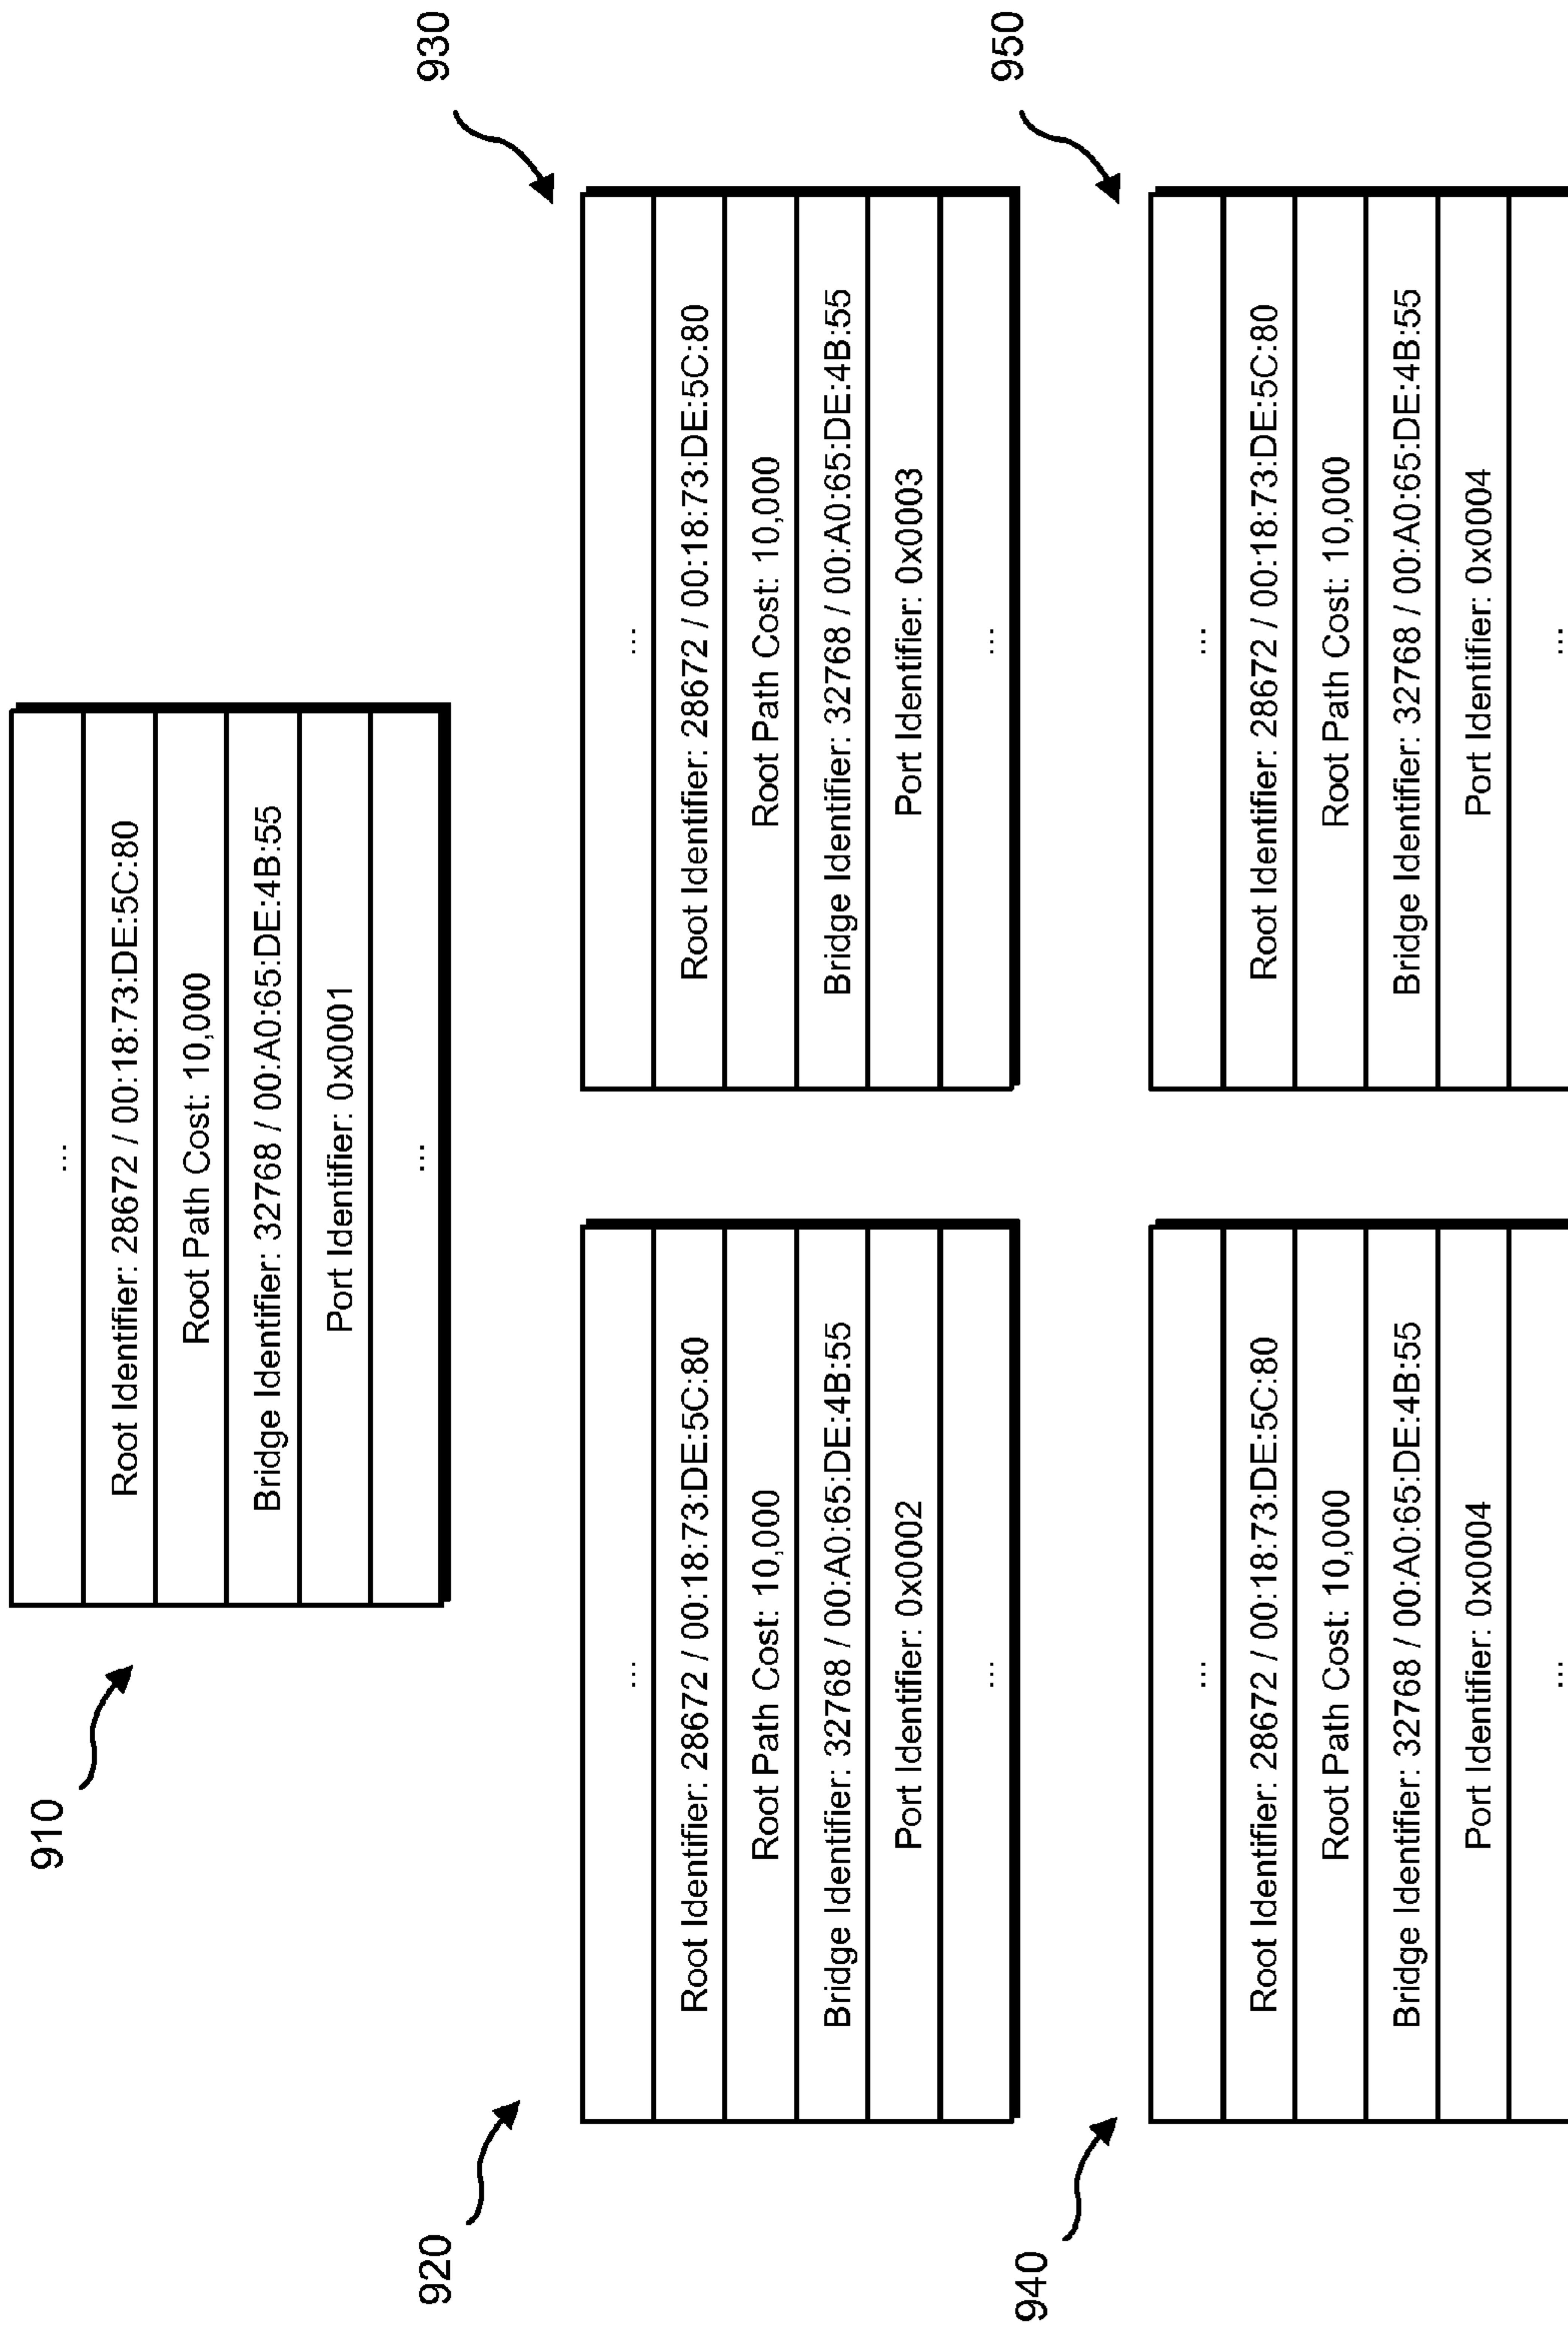 910
...
Root Identifier: 28672 / 00:18:73:DE:5C:80
Root Path Cost: 10,000
Bridge Identifier: 32768 / 00:A0:65:DE:4B:55
Port Identifier: 0x0001
...
920
...
Root Identifier: 28672 / 00:18:73:DE:5C:80
Root Path Cost: 10,000
Bridge Identifier: 32768 / 00:A0:65:DE:4B:55
Port Identifier: 0x0002
...
930
...
Root Identifier: 28672 / 00:18:73:DE:5C:80
Root Path Cost: 10,000
Bridge Identifier: 32768 / 00:A0:65:DE:4B:55
Port Identifier: 0x0003
...
940
...
Root Identifier: 28672 / 00:18:73:DE:5C:80
Root Path Cost: 10,000
Bridge Identifier: 32768 / 00:A0:65:DE:4B:55
Port Identifier: 0x0004
...
950
...
Root Identifier: 28672 / 00:18:73:DE:5C:80
Root Path Cost: 10,000
Bridge Identifier: 32768 / 00:A0:65:DE:4B:55
Port Identifier: 0x0004
...